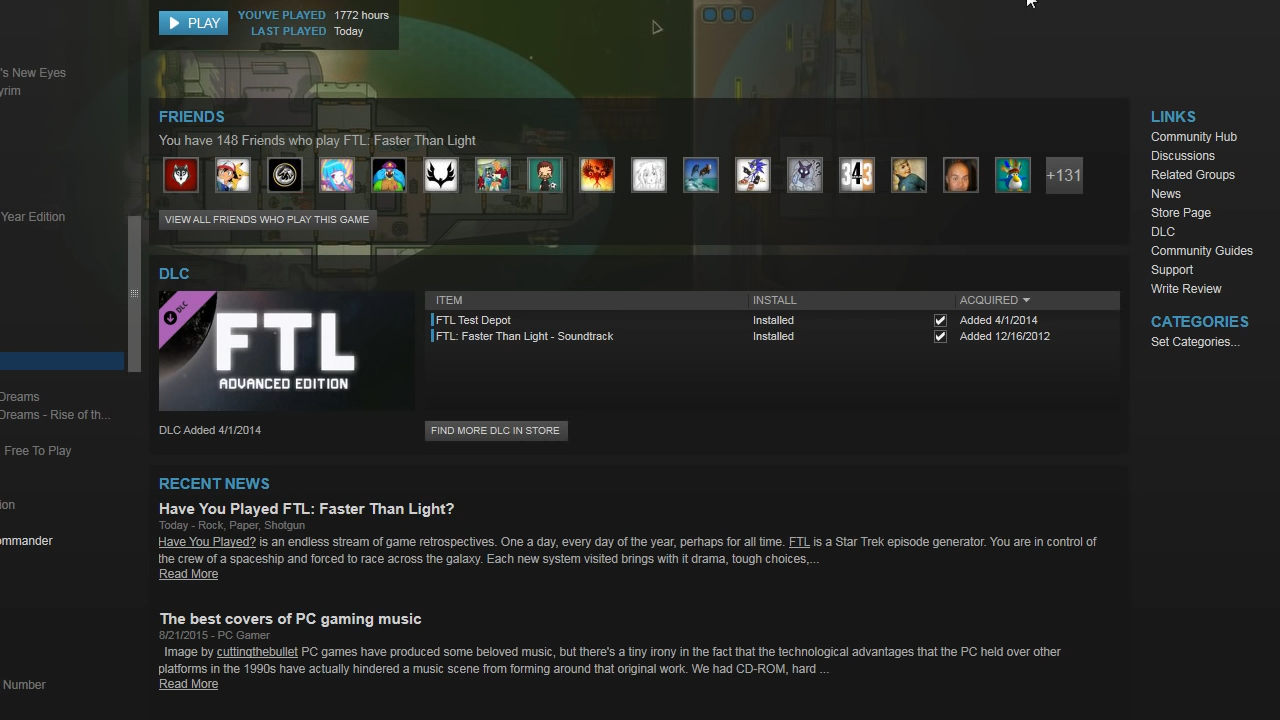 PLAY
YOU'VE PLAYED 1772 hours
LAST PLAYED Today
's New Eyes
yrim
Year Edition
Dreams
Dreams - Rise of th...
Free To Play
ion
ommander
Number
FRIENDS
You have 148 Friends who play FTL: Faster Than Light
343
+131
VIEW ALL FRIENDS WHO PLAY THIS GAME
DLC
DLC
FTL
ADVANCED EDITION
DLC Added 4/1/2014
ITEM INSTALL ACQUIRED
FTL Test Depot Installed Added 4/1/2014
FTL: Faster Than Light - Soundtrack Installed Added 12/16/2012
FIND MORE DLC IN STORE
RECENT NEWS
Have You Played FTL: Faster Than Light?
Today - Rock, Paper, Shotgun
Have You Played? is an endless stream of game retrospectives. One a day, every day of the year, perhaps for all time. FTL is a Star Trek episode generator. You are in control of
the crew of a spaceship and forced to race across the galaxy. Each new system visited brings with it drama, tough choices,...
Read More
The best covers of PC gaming music
8/21/2015 - PC Gamer
Image by cuttingthebullet PC games have produced some beloved music, but there's a tiny irony in the fact that the technological advantages that the PC held over other
platforms in the 1990s have actually hindered a music scene from forming around that original work. We had CD-ROM, hard ...
Read More
LINKS
Community Hub
Discussions
Related Groups
News
Store Page
DLC
Community Guides
Support
Write Review
CATEGORIES
Set Categories...